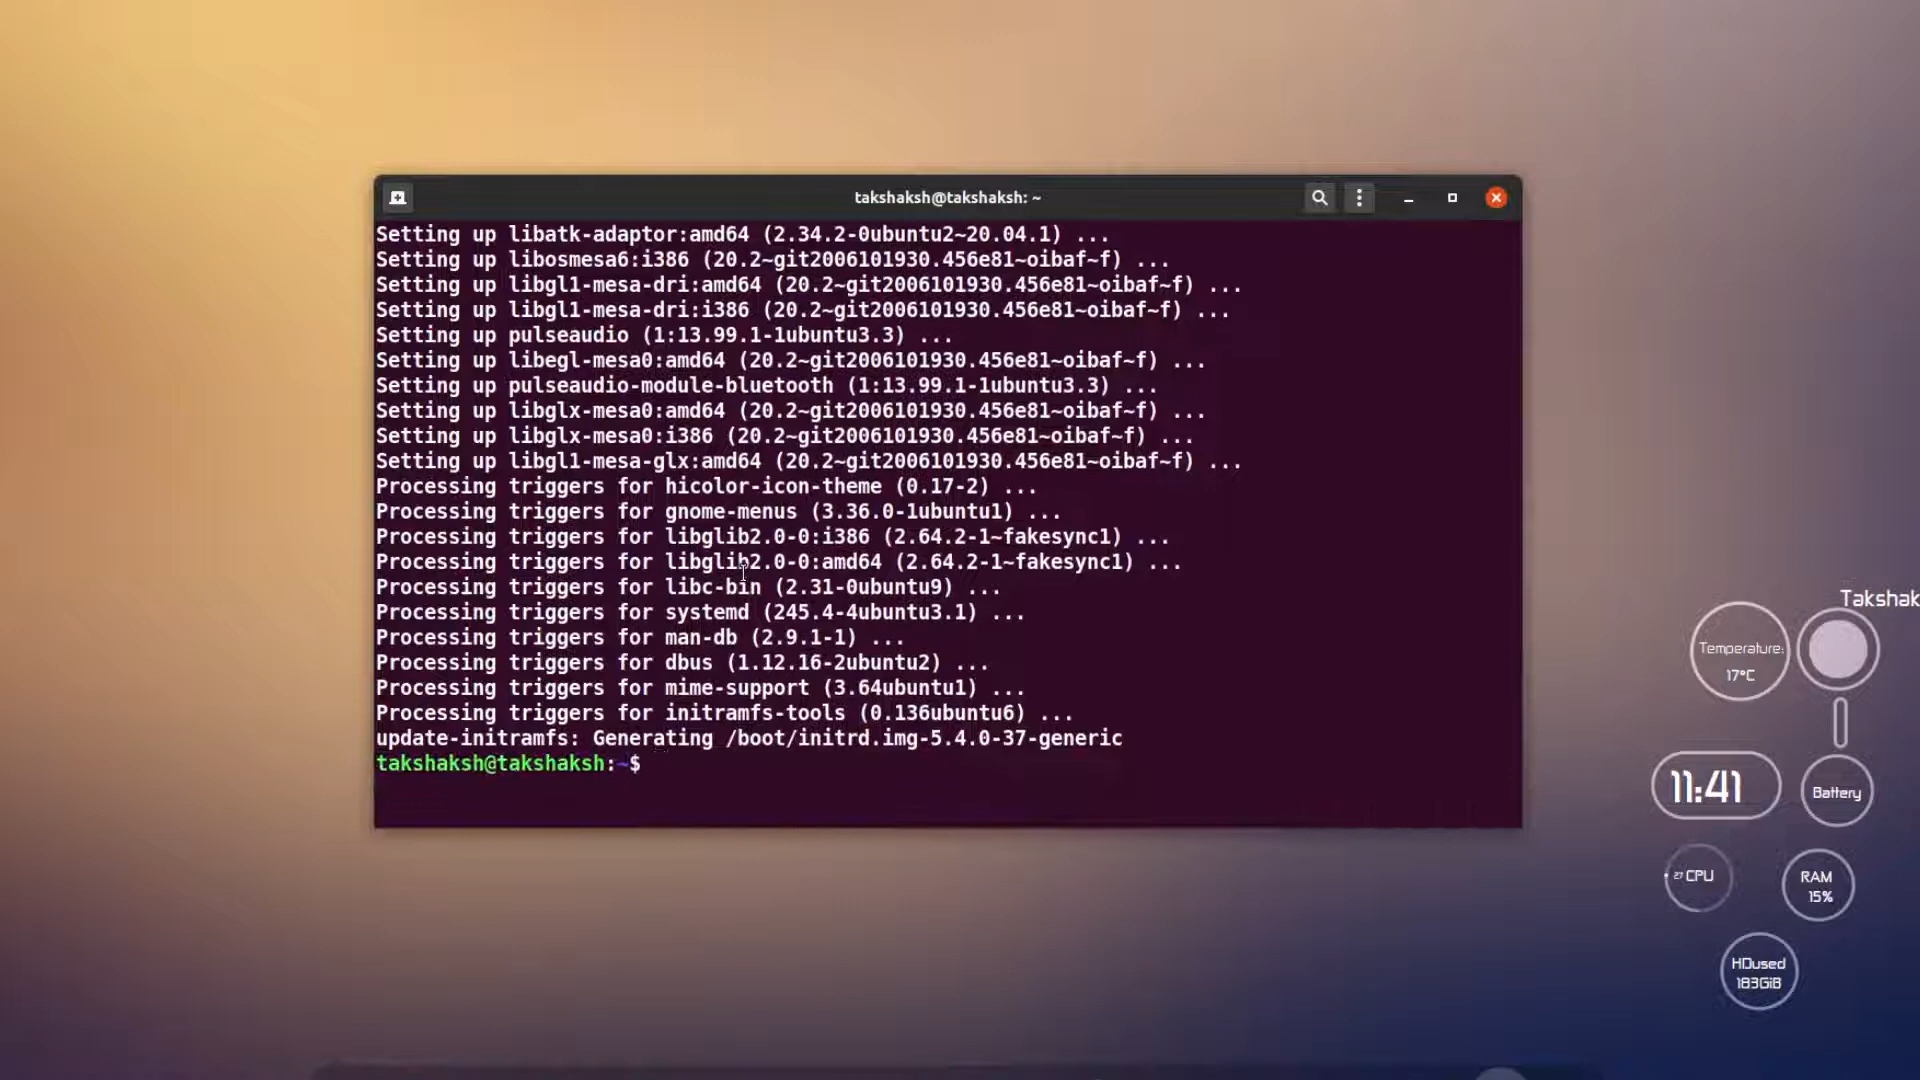 takshaksh@takshaksh: ~
Setting up libatk-adaptor:amd64 (2.34.2-0ubuntu2~20.04.1) ...
Setting up libosmesa6:i386 (20.2~git2006101930.456e81~oibaf~f) ...
Setting up libgl1-mesa-dri:amd64 (20.2~git2006101930.456e81~oibaf~f) ...
Setting up libgl1-mesa-dri:i386 (20.2~git2006101930.456e81~oibaf~f) ...
Setting up pulseaudio (1:13.99.1-1ubuntu3.3) ...
Setting up libegl-mesa0:amd64 (20.2~git2006101930.456e81~oibaf~f) ...
Setting up pulseaudio-module-bluetooth (1:13.99.1-1ubuntu3.3) ...
Setting up libglx-mesa0:amd64 (20.2~git2006101930.456e81~oibaf~f) ...
Setting up libglx-mesa0:i386 (20.2~git2006101930.456e81~oibaf~f) ...
Setting up libgl1-mesa-glx:amd64 (20.2~git2006101930.456e81~oibaf~f) ...
Processing triggers for hicolor-icon-theme (0.17-2) ...
Processing triggers for gnome-menus (3.36.0-1ubuntu1) ...
Processing triggers for libglib2.0-0:i386 (2.64.2-1~fakesync1) ...
Processing triggers for libglib2.0-0:amd64 (2.64.2-1~fakesync1) ...
Processing triggers for libc-bin (2.31-0ubuntu9) ...
Processing triggers for systemd (245.4-4ubuntu3.1) ...
Processing triggers for man-db (2.9.1-1) ...
Processing triggers for dbus (1.12.16-2ubuntu2) ...
Processing triggers for mime-support (3.64ubuntu1) ...
Processing triggers for initramfs-tools (0.136ubuntu6) ...
update-initramfs: Generating /boot/initrd.img-5.4.0-37-generic
takshaksh@takshaksh:~$
Takshak
Temperature:
17°C
11:41
Battery
27 CPU
RAM
15%
HDused
183GiB